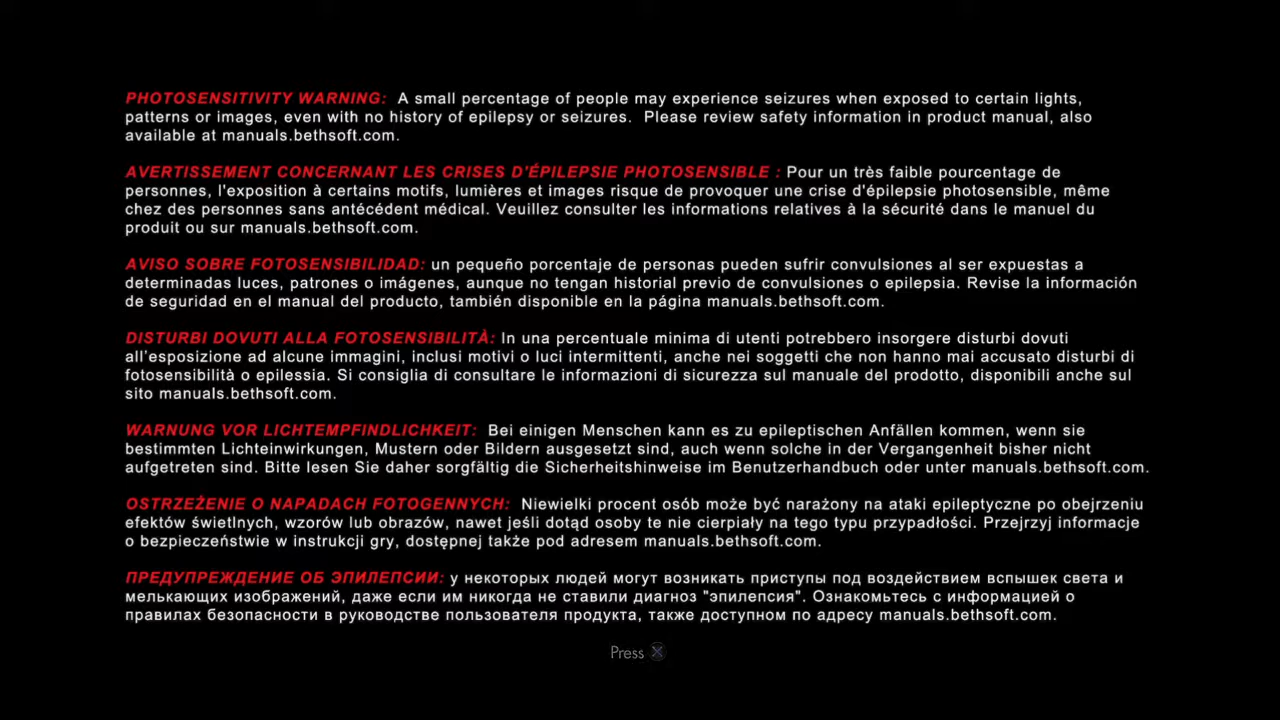 PHOTOSENSITIVITY WARNING: A small percentage of people may experience seizures when exposed to certain lights,
patterns or images, even with no history of epilepsy or seizures. Please review safety information in product manual, also
available at manuals.bethsoft.com.
AVERTISSEMENT CONCERNANT LES CRISES D'ÉPILEPSIE PHOTOSENSIBLE : Pour un très faible pourcentage de
personnes, l'exposition à certains motifs, lumières et images risque de provoquer une crise d'épilepsie photosensible, même
chez des personnes sans antécédent médical. Veuillez consulter les informations relatives à la sécurité dans le manuel du
produit ou sur manuals.bethsoft.com.
AVISO SOBRE FOTOSENSIBILIDAD: un pequeño porcentaje de personas pueden sufrir convulsiones al ser expuestas a
determinadas luces, patrones o imágenes, aunque no tengan historial previo de convulsiones o epilepsia. Revise la información
de seguridad en el manual del producto, también disponible en la página manuals.bethsoft.com.
DISTURBI DOVUTI ALLA FOTOSENSIBILITÀ: In una percentuale minima di utenti potrebbero insorgere disturbi dovuti
all'esposizione ad alcune immagini, inclusi motivi o luci intermittenti, anche nei soggetti che non hanno mai accusato disturbi di
fotosensibilità o epilessia. Si consiglia di consultare le informazioni di sicurezza sul manuale del prodotto, disponibili anche sul
sito manuals.bethsoft.com.
WARNUNG VOR LICHTEMPFINDLICHKEIT: Bei einigen Menschen kann es zu epileptischen Anfällen kommen, wenn sie
bestimmten Lichteinwirkungen, Mustern oder Bildern ausgesetzt sind, auch wenn solche in der Vergangenheit bisher nicht
aufgetreten sind. Bitte lesen Sie daher sorgfältig die Sicherheitshinweise im Benutzerhandbuch oder unter manuals.bethsoft.com.
OSTRZEŻENIE O NAPADACH FOTOGENNYCH: Niewielki procent osób może być narażony na ataki epileptyczne po obejrzeniu
efektów świetlnych, wzorów lub obrazów, nawet jeśli dotąd osoby te nie cierpiały na tego typu przypadłości. Przejrzyj informacje
o bezpieczeństwie w instrukcji gry, dostępnej także pod adresem manuals.bethsoft.com.
ПРЕДУПРЕЖДЕНИЕ ОБ ЭПИЛЕПСИИ: у некоторых людей могут возникать приступы под воздействием вспышек света и
мелькающих изображений, даже если им никогда не ставили диагноз "эпилепсия". Ознакомьтесь с информацией о
правилах безопасности в руководстве пользователя продукта, также доступном по адресу manuals.bethsoft.com.
Press